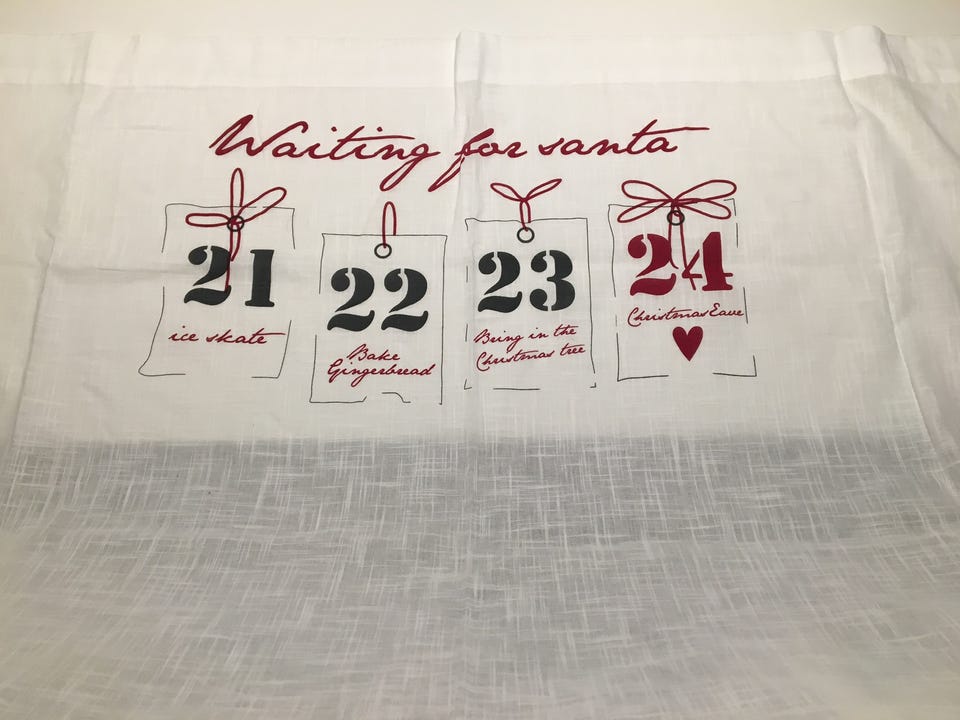 Waiting for santa
21
ice skate
22
Bake
Gingerbread
23
Bring in the
Christmas tree
24
Christmas Eave